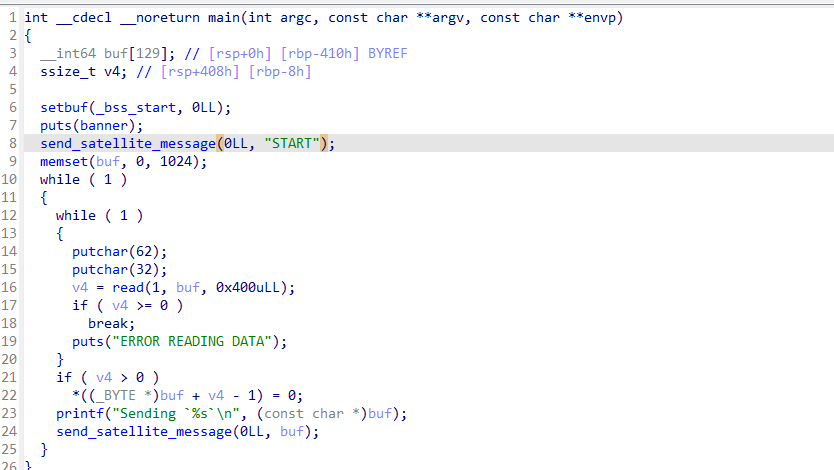 1 int __cdecl __noreturn main(int argc, const char **argv, const char **envp)
2 {
3   __int64 buf[129]; // [rsp+0h] [rbp-410h] BYREF
4   ssize_t v4; // [rsp+408h] [rbp-8h]
5
6   setbuf(_bss_start, 0LL);
7   puts(banner);
8   send_satellite_message(0LL, "START");
9   memset(buf, 0, 1024);
10   while ( 1 )
11   {
12     while ( 1 )
13     {
14       putchar(62);
15       putchar(32);
16       v4 = read(1, buf, 0x400uLL);
17       if ( v4 >= 0 )
18         break;
19       puts("ERROR READING DATA");
20     }
21     if ( v4 > 0 )
22       *((_BYTE *)buf + v4 - 1) = 0;
23     printf("Sending `%s`\n", (const char *)buf);
24     send_satellite_message(0LL, buf);
25   }
26 }